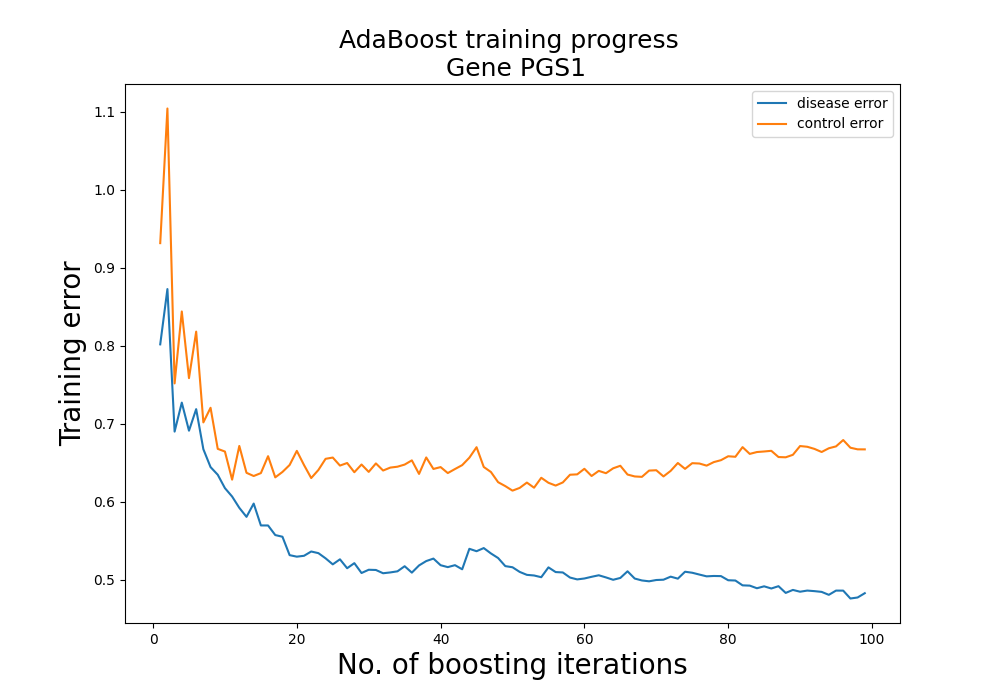 AdaBoost training progress
Gene PGS1
disease error
control error
Training error
1.1
1.0
0.9
0.8
0.7
0.6
0.5
0 20 40 60 80 100
No. of boosting iterations